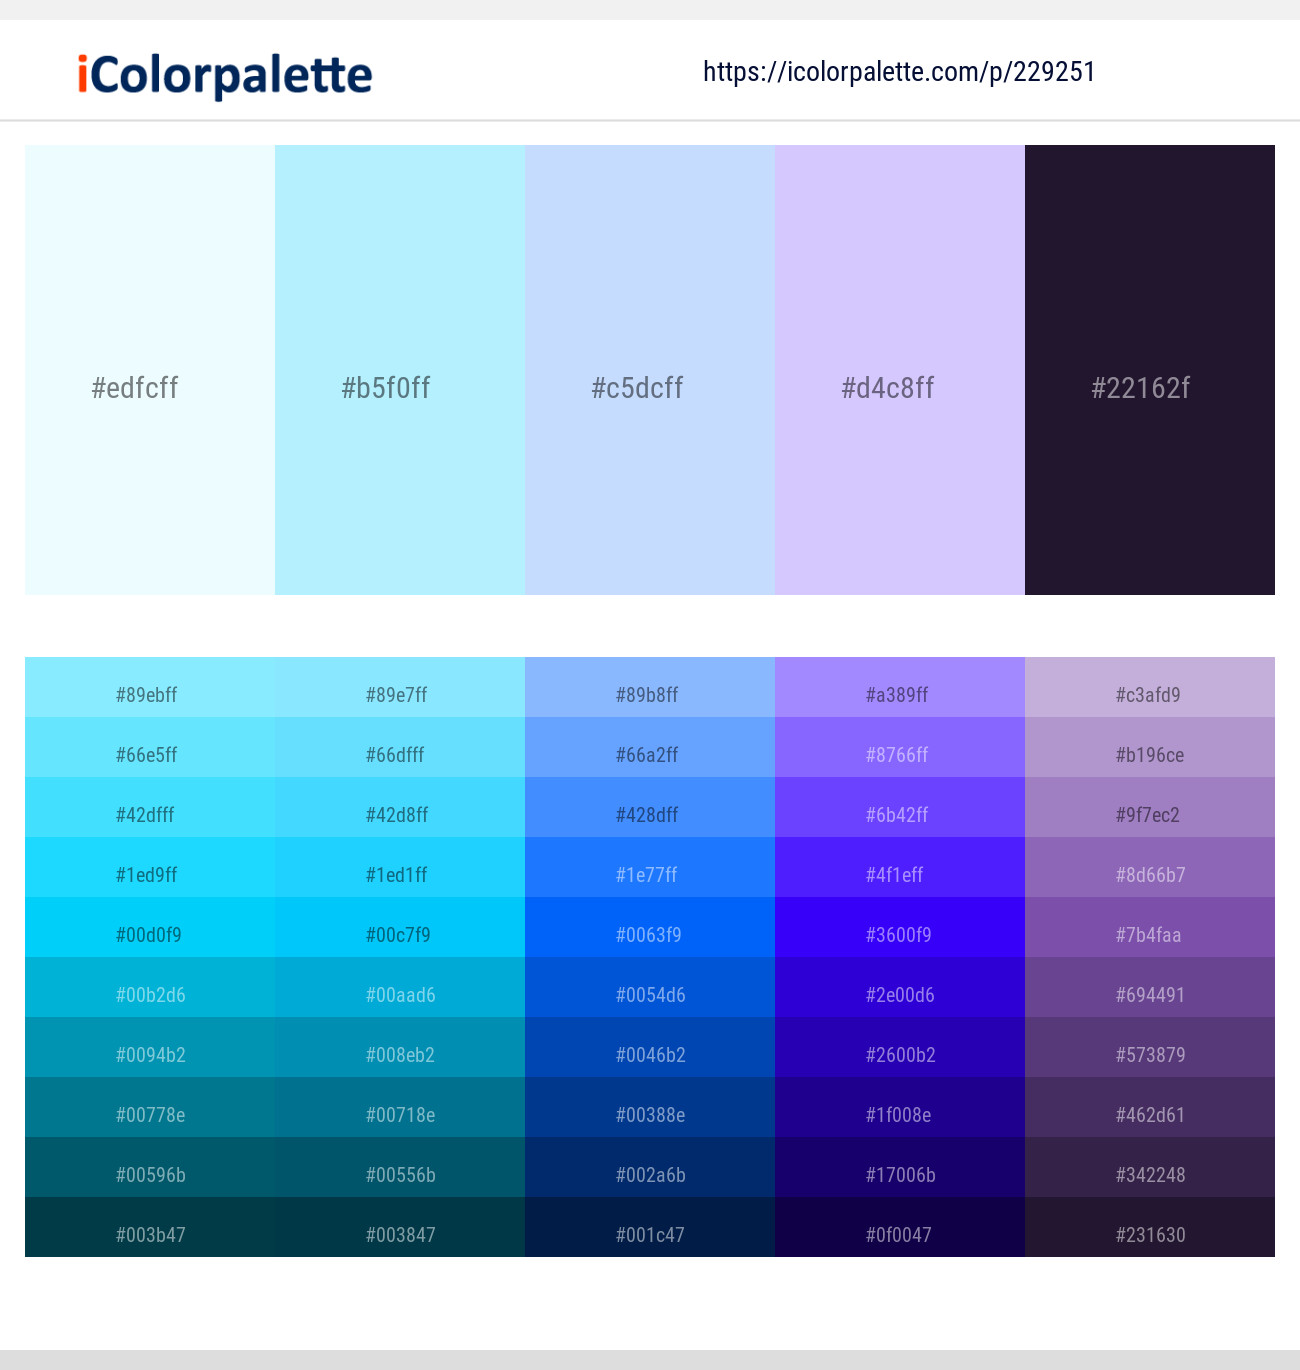 iColorpalette
https://icolorpalette.com/p/229251
#edfcff #b5f0ff #c5dcff #d4c8ff #22162f
#89ebff #89e7ff #89b8ff #a389ff #c3afd9
#66e5ff #66dfff #66a2ff #8766ff #b196ce
#42dfff #42d8ff #428dff #6b42ff #9f7ec2
#1ed9ff #1ed1ff #1e77ff #4f1eff #8d66b7
#00d0f9 #00c7f9 #0063f9 #3600f9 #7b4faa
#00b2d6 #00aad6 #0054d6 #2e00d6 #694491
#0094b2 #008eb2 #0046b2 #2600b2 #573879
#00778e #00718e #00388e #1f008e #462d61
#00596b #00556b #002a6b #17006b #342248
#003b47 #003847 #001c47 #0f0047 #231630